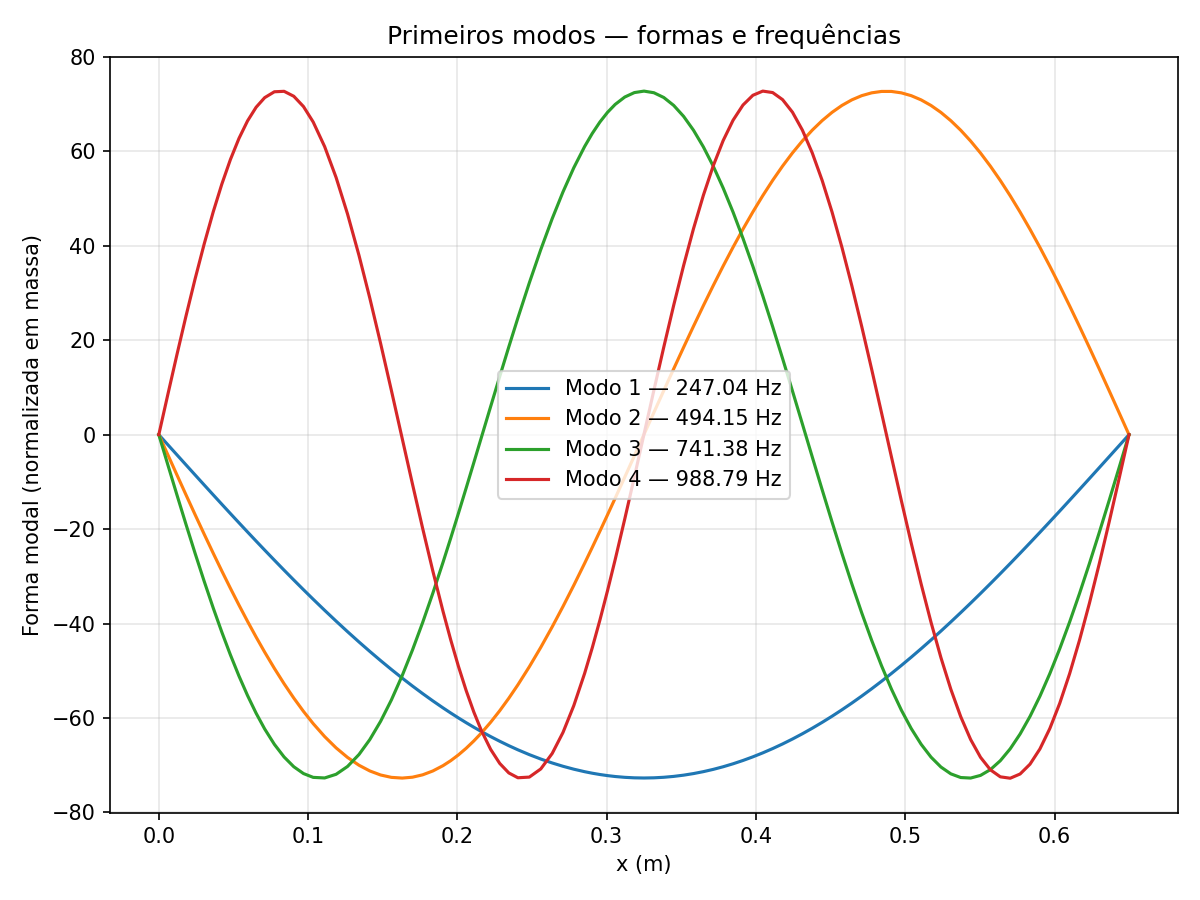 Primeiros modos — formas e frequências
Forma modal (normalizada em massa)
80
60
40
20
0
−20
−40
−60
−80
Modo 1 — 247.04 Hz
Modo 2 — 494.15 Hz
Modo 3 — 741.38 Hz
Modo 4 — 988.79 Hz
0.0 0.1 0.2 0.3 0.4 0.5 0.6
x (m)